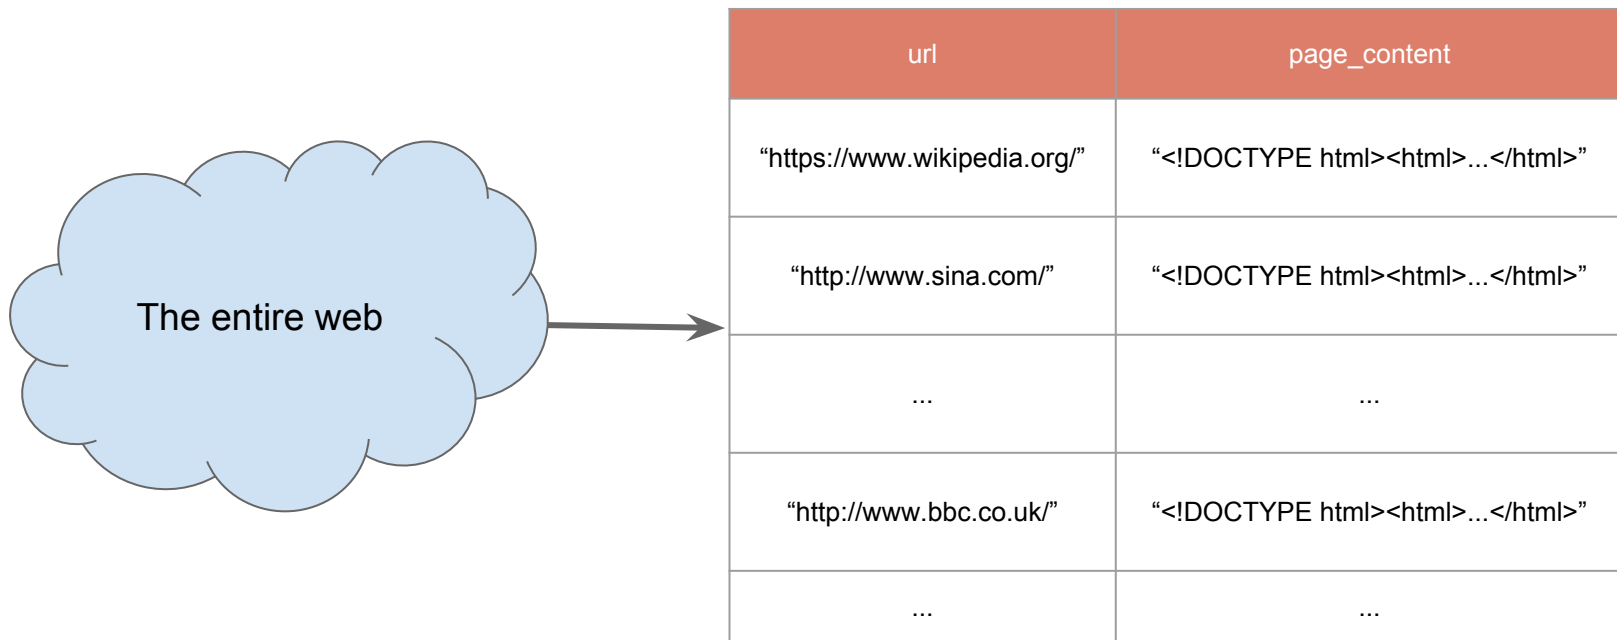 url
page_content
“https://www.wikipedia.org/”
“<!DOCTYPE html><html>...</html>”
“http://www.sina.com/”
“<!DOCTYPE html><html>...</html>”
The entire web
...
...
“http://www.bbc.co.uk/”
“<!DOCTYPE html><html>...</html>”
...
...